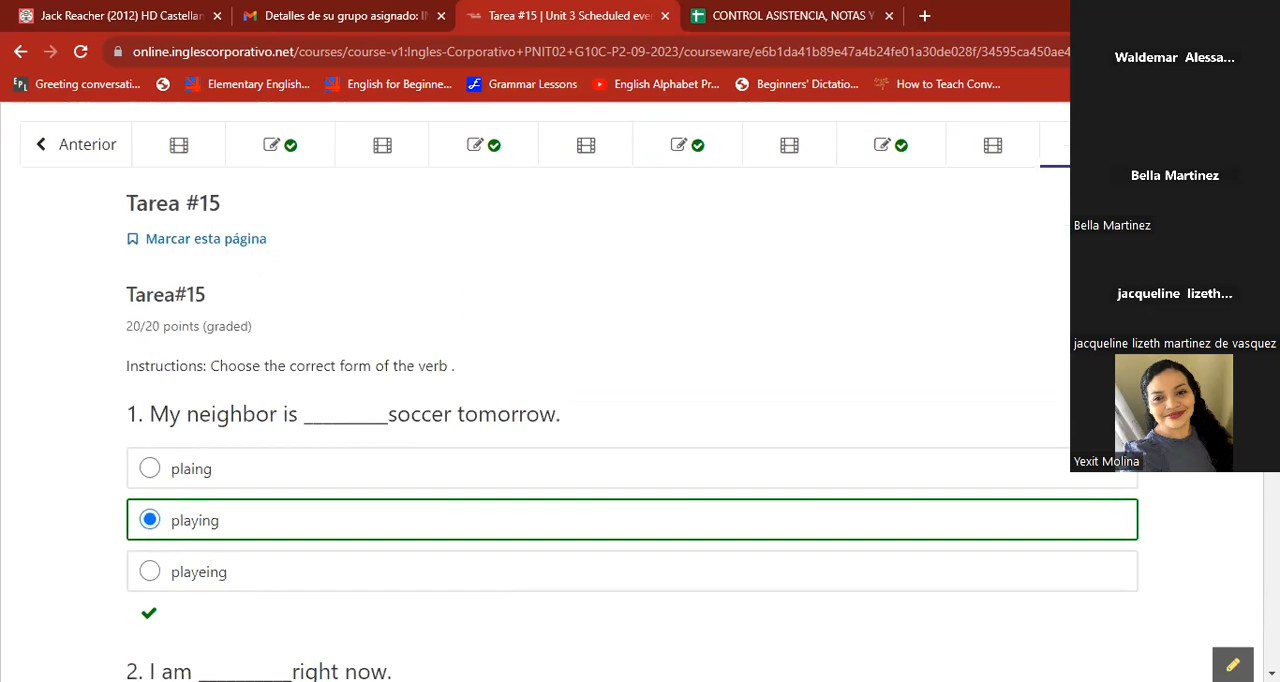 Jack Reacher (2012) HD Castellan
Detalles de su grupo asignado: IN
Tarea #15 | Unit 3 Scheduled eve
CONTROL ASISTENCIA, NOTAS Y
online.inglescorporativo.net/courses/course-v1:Ingles-Corporativo+PNIT02+G10C-P2-09-2023/courseware/e6b1da41b89e47a4b24fe01a30de028f/34595ca450ae4
Greeting conversati...
Elementary English...
English for Beginne...
Grammar Lessons
English Alphabet Pr...
Beginners' Dictatio...
How to Teach Conv...
Anterior
Tarea #15
Marcar esta página
Tarea#15
20/20 points (graded)
Instructions: Choose the correct form of the verb .
1. My neighbor is ________soccer tomorrow.
plaing
playing
playeing
2. I am _________right now.
Waldemar Alessa...
Bella Martinez
Bella Martinez
jacqueline lizeth...
jacqueline lizeth martinez de vasquez
Yexit Molina